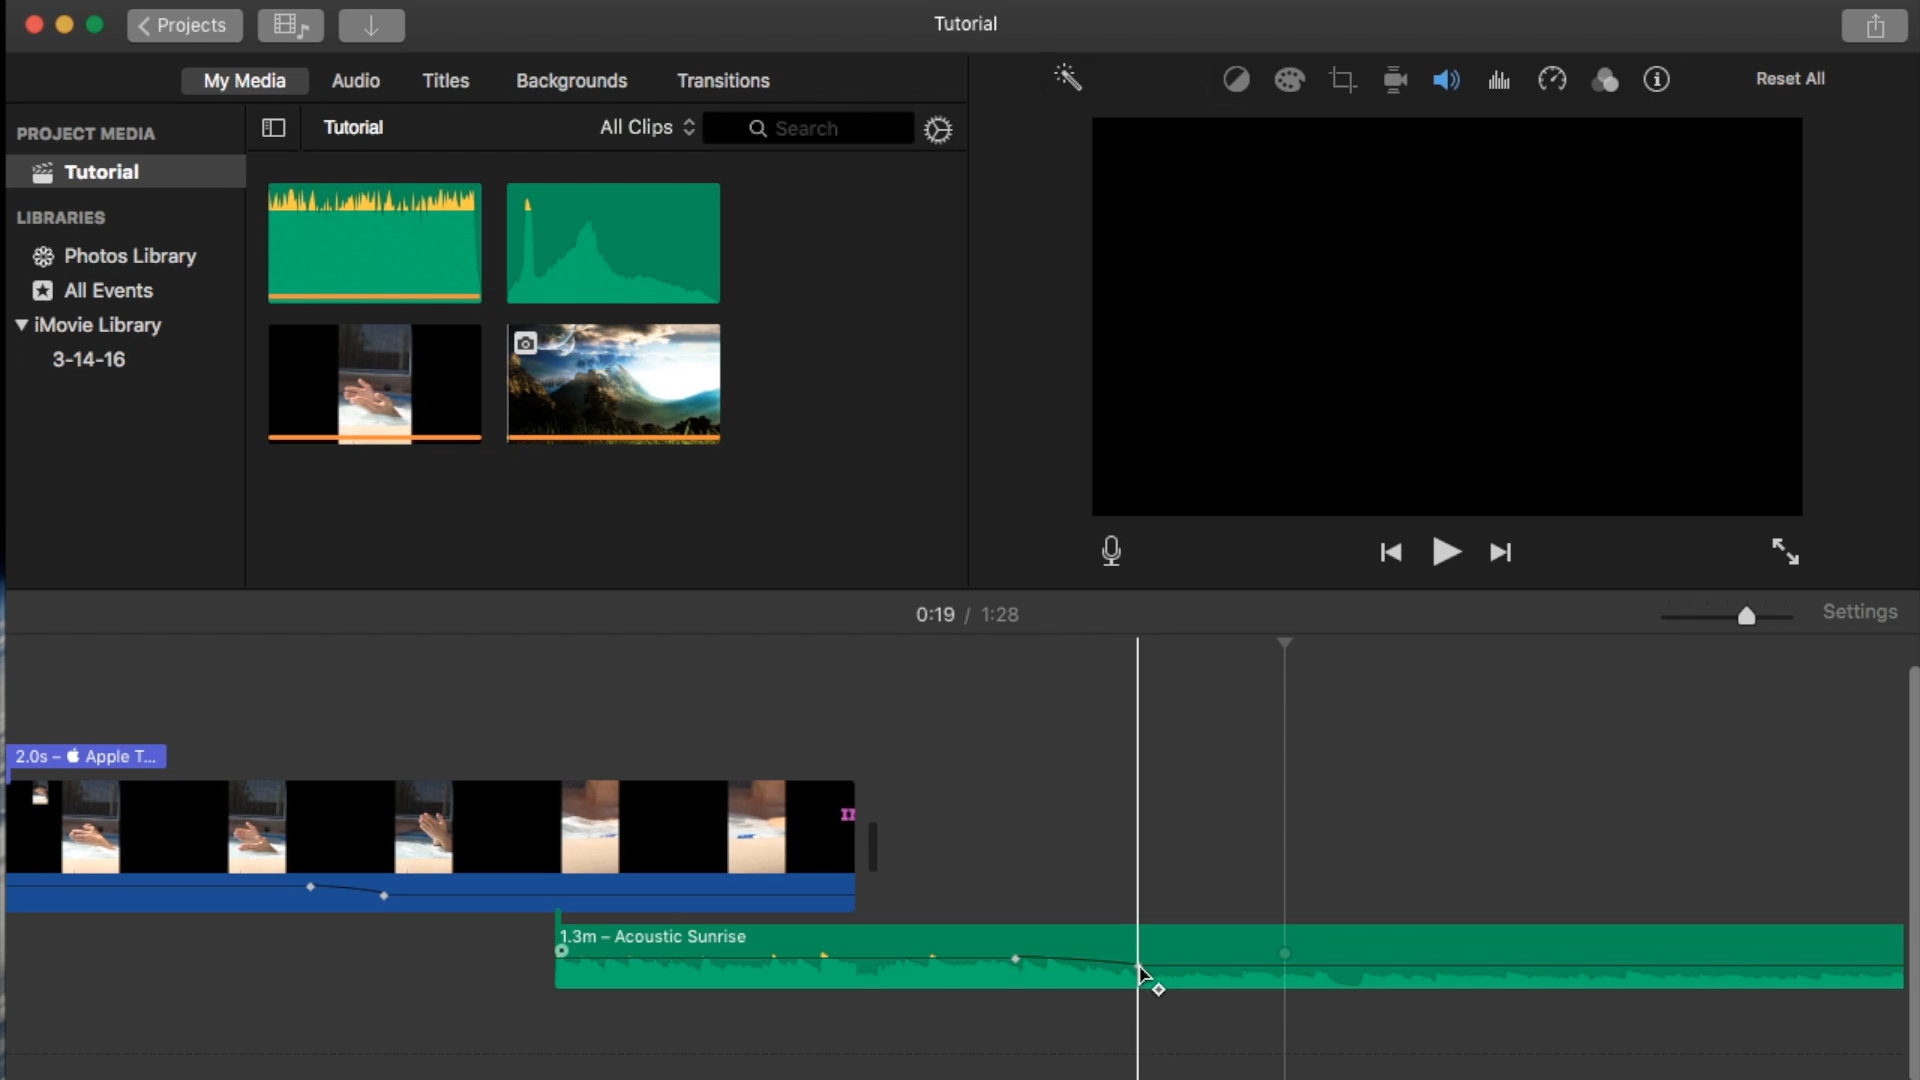 Projects
Tutorial
My Media
Audio
Titles
Backgrounds
Transitions
Reset All
PROJECT MEDIA
Tutorial
LIBRARIES
Photos Library
All Events
iMovie Library
3-14-16
Tutorial
All Clips
Search
0:19 / 1:28
Settings
2.0s – Apple T...
1.3m – Acoustic Sunrise